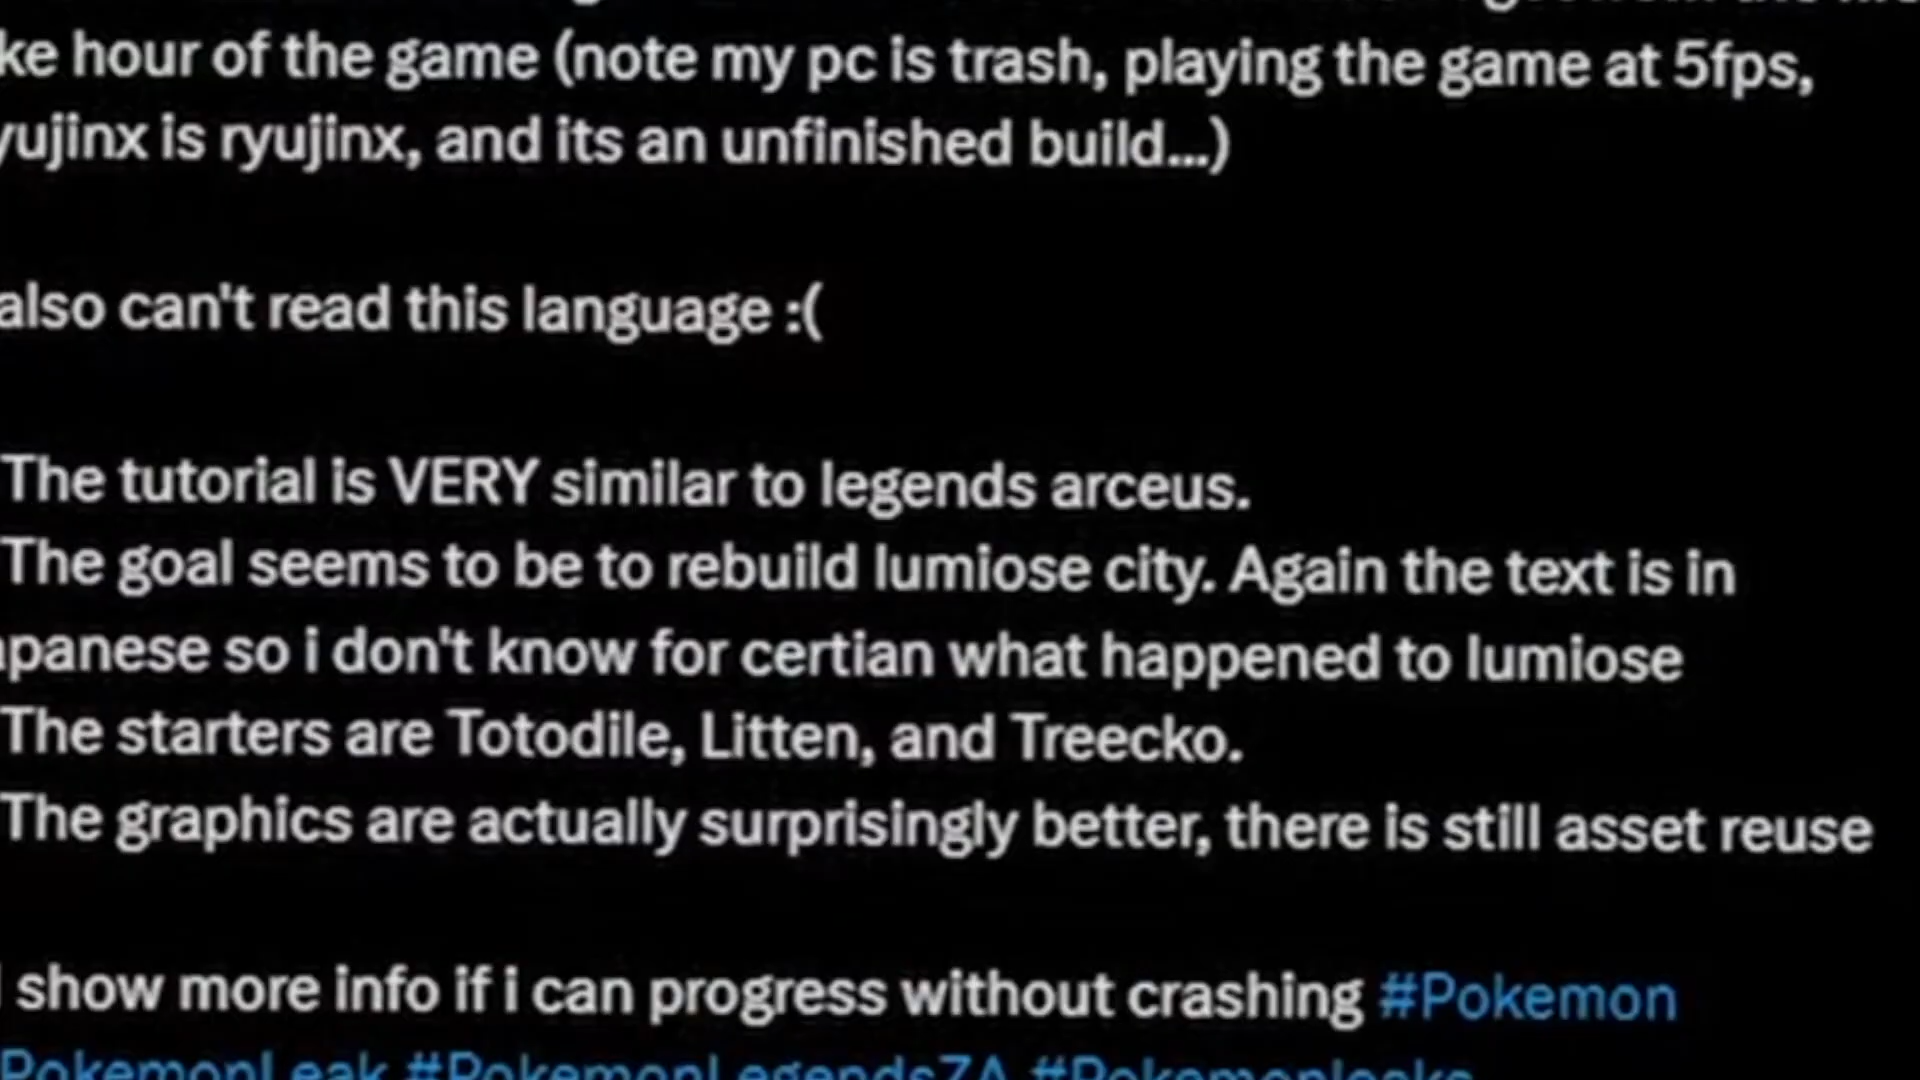 ke hour of the game (note my pc is trash, playing the game at 5fps,
yujinx is ryujinx, and its an unfinished build...)
also can't read this language :(
The tutorial is VERY similar to legends arceus.
The goal seems to be to rebuild lumiose city. Again the text is in
apanese so i don't know for certian what happened to lumiose
The starters are Totodile, Litten, and Treecko.
The graphics are actually surprisingly better, there is still asset reuse
show more info if i can progress without crashing #Pokemon
PokemonLeak #PokemonLegendsZA #Pokemonleaks